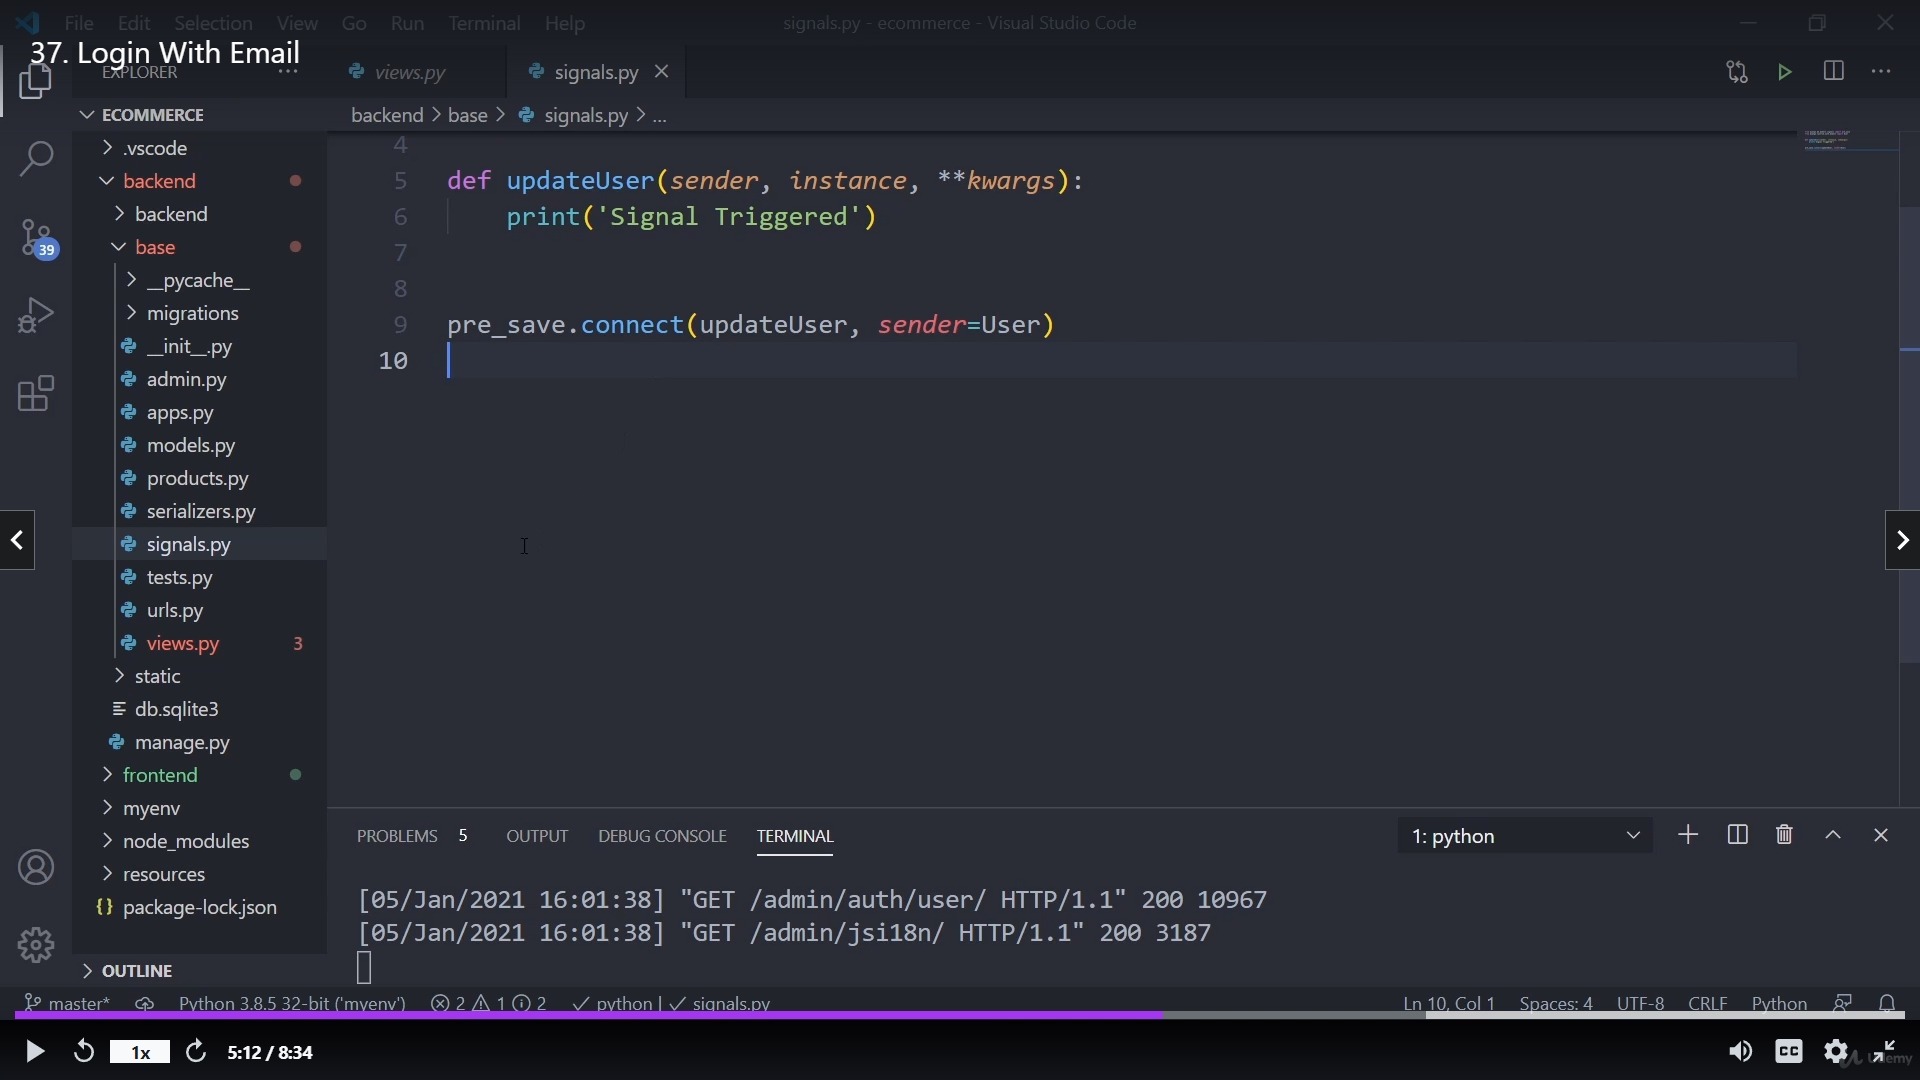 File Edit Selection View Go Run Terminal Help
signals.py - ecommerce - Visual Studio Code
37. Login With Email
EXPLORER
views.py
signals.py
ECOMMERCE
backend > base > signals.py > ...
.vscode
backend
backend
base
__pycache__
migrations
__init__.py
admin.py
apps.py
models.py
products.py
serializers.py
signals.py
tests.py
urls.py
views.py 3
static
db.sqlite3
manage.py
frontend
myenv
node_modules
resources
{} package-lock.json
OUTLINE
39
4
5 def updateUser(sender, instance, **kwargs):
6 print('Signal Triggered')
7
8
9 pre_save.connect(updateUser, sender=User)
10
PROBLEMS 5 OUTPUT DEBUG CONSOLE TERMINAL
1: python
[05/Jan/2021 16:01:38] "GET /admin/auth/user/ HTTP/1.1" 200 10967
[05/Jan/2021 16:01:38] "GET /admin/jsi18n/ HTTP/1.1" 200 3187
master* Python 3.8.5 32-bit ('myenv') 2 1 2 python | signals.py
Ln 10, Col 1 Spaces: 4 UTF-8 CRLF Python
1x
5:12 / 8:34
CC
Udemy